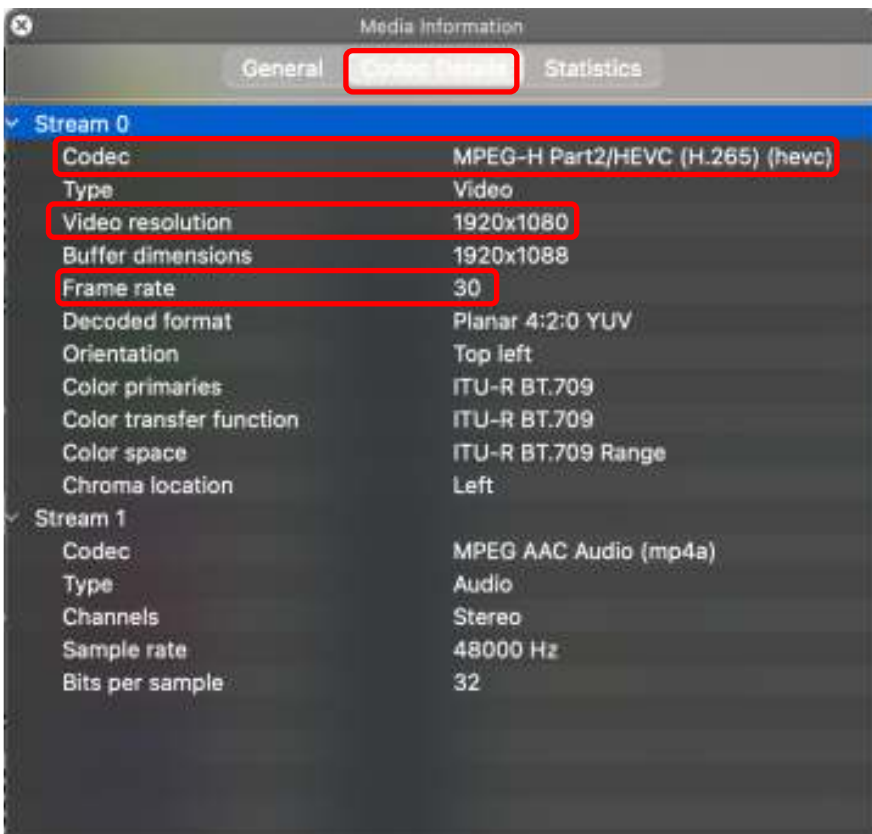 Media Information
General Codec Details Statistics
Stream 0
Codec MPEG-H Part2/HEVC (H.265) (hevc)
Type Video
Video resolution 1920x1080
Buffer dimensions 1920x1088
Frame rate 30
Decoded format Planar 4:2:0 YUV
Orientation Top left
Color primaries ITU-R BT.709
Color transfer function ITU-R BT.709
Color space ITU-R BT.709 Range
Chroma location Left
Stream 1
Codec MPEG AAC Audio (mp4a)
Type Audio
Channels Stereo
Sample rate 48000 Hz
Bits per sample 32